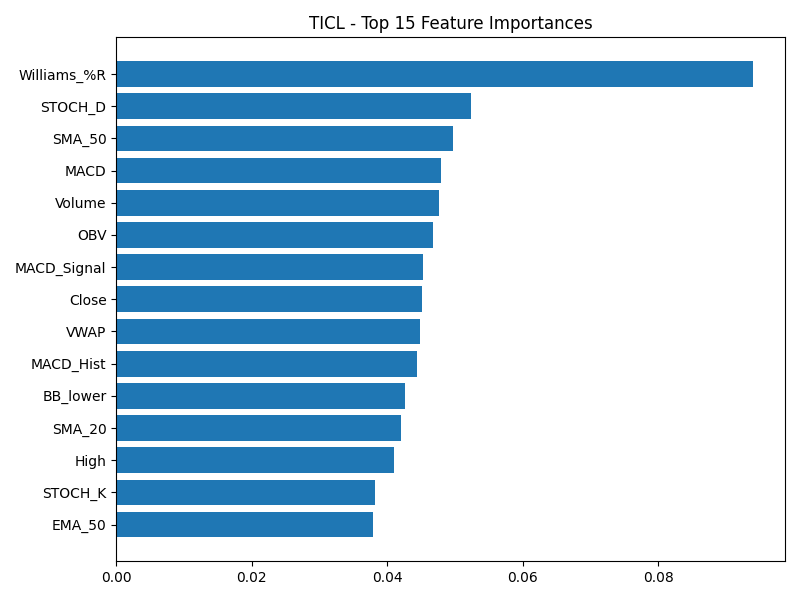 TICL - Top 15 Feature Importances
Williams_%R
STOCH_D
SMA_50
MACD
Volume
OBV
MACD_Signal
Close
VWAP
MACD_Hist
BB_lower
SMA_20
High
STOCH_K
EMA_50
0.00 0.02 0.04 0.06 0.08